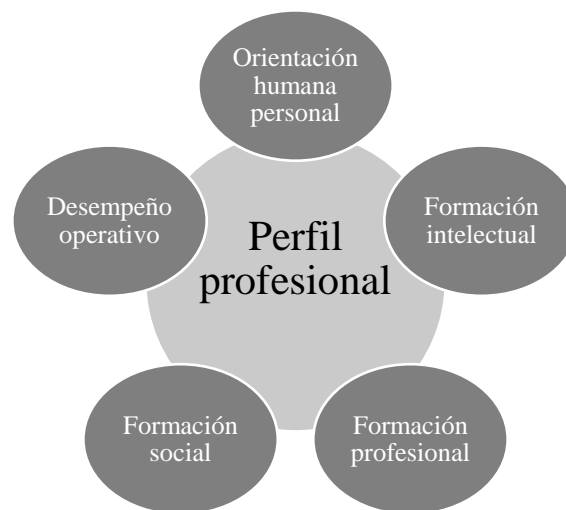 Orientación
humana
personal
Desempeño
operativo
Perfil
profesional
Formación
intelectual
Formación
social
Formación
profesional